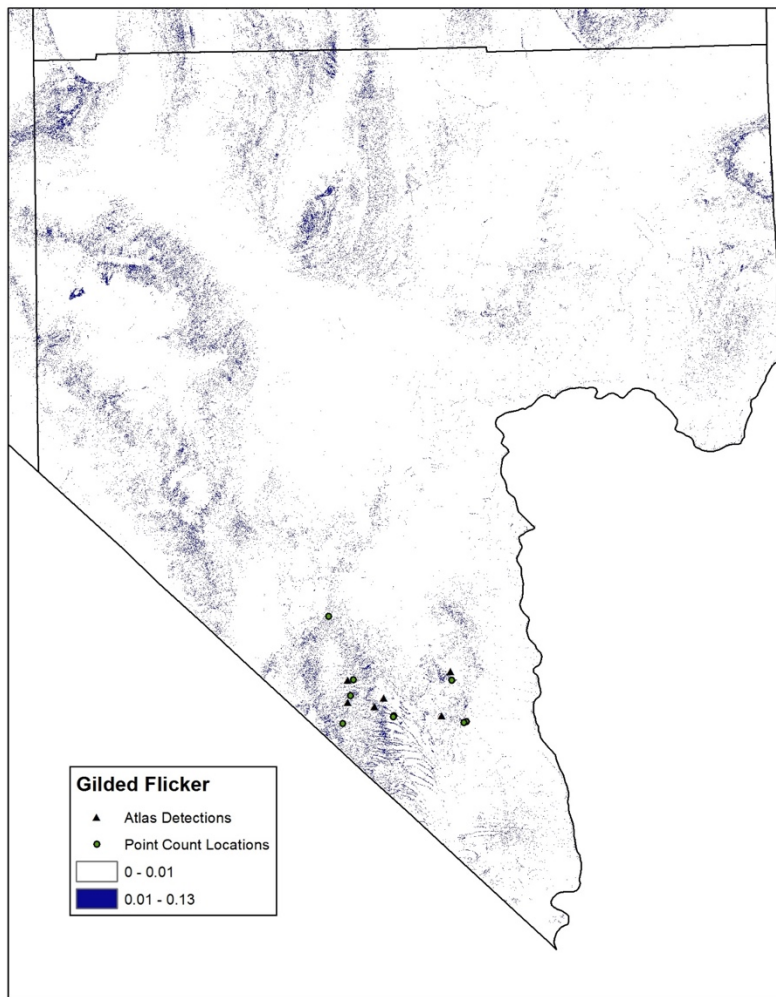 Gilded Flicker
Atlas Detections
Point Count Locations
0 - 0.01
0.01 - 0.13